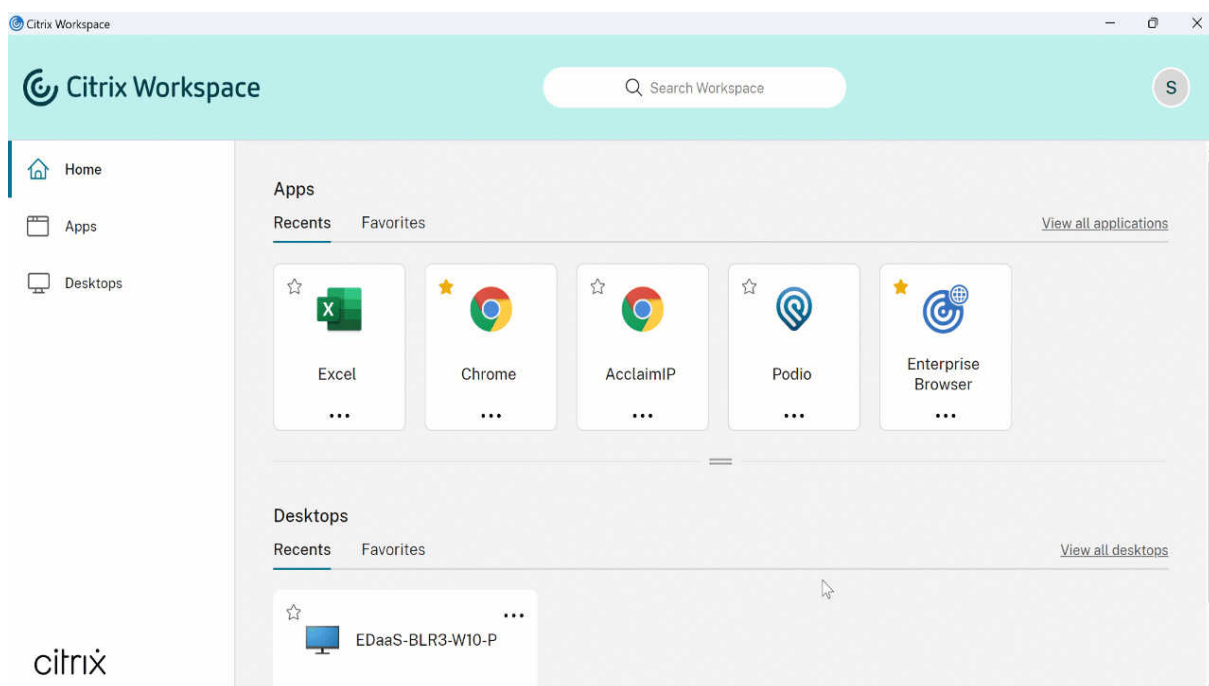 Citrix Workspace
Citrix Workspace
Search Workspace
S
Home
Apps
Desktops
Apps
Recents Favorites View all applications
X
Excel Chrome AcclaimIP Podio Enterprise
Browser
Desktops
Recents Favorites View all desktops
EDaaS-BLR3-W10-P
citrix